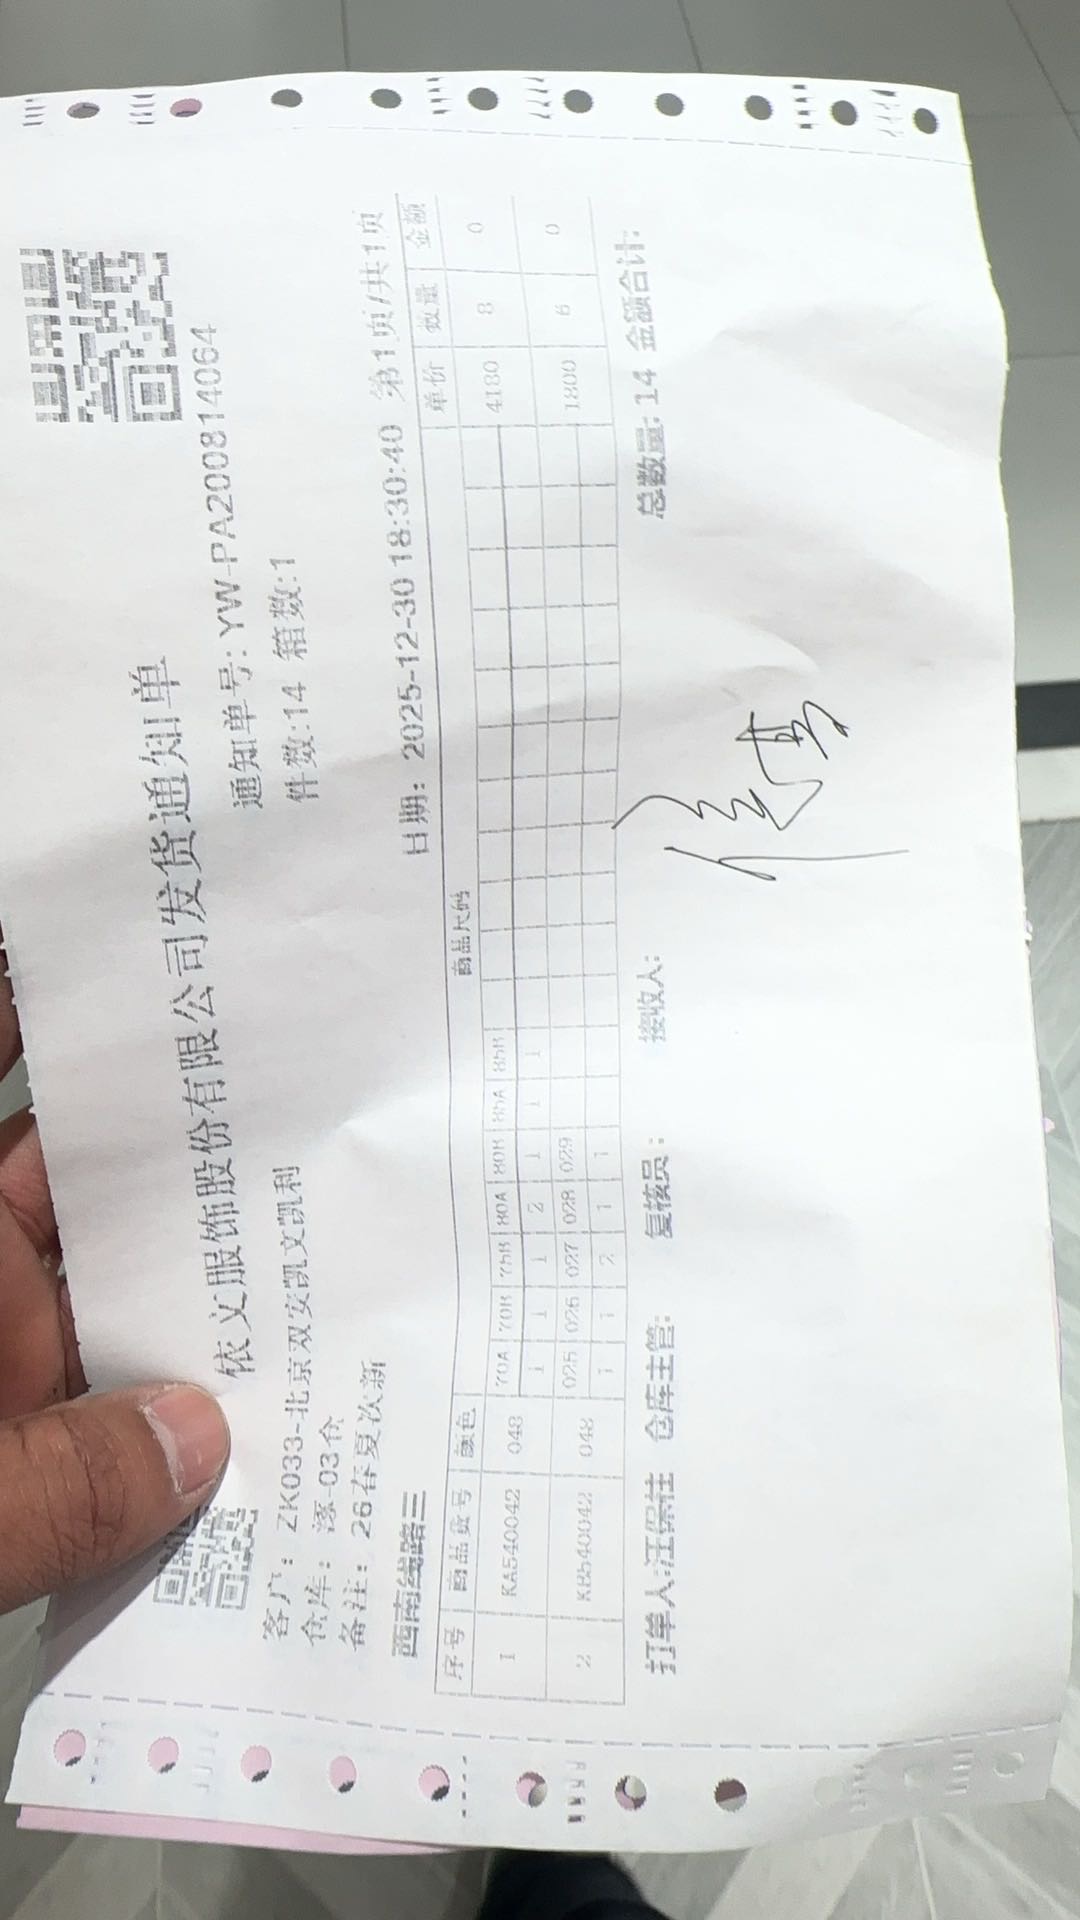 依文服饰股份有限公司发货通知单
客户: ZK033-北京双安凯文凯利
通知单号: YW-PA200814064
仓库: 涿-03仓
件数:14 箱数:1
备注: 26春夏次新
西南线路三
日期: 2025-12-30 18:30:40 第1页/共1页
序号 商品货号 颜色 商品尺码 单价 数量 金额
70A 70B 75B 80A 80B 85A 85B
1 KA540042 048 1 1 1 2 1 1 1 4180 8 0
025 026 027 028 029
2 KB540042 048 1 1 2 1 1 1800 6 0
打单人:汪保柱 仓库主管: 复核员: 接收人: 总数量: 14 金额合计: